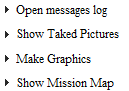 Open messages log
Show Taked Pictures
Make Graphics
Show Mission Map